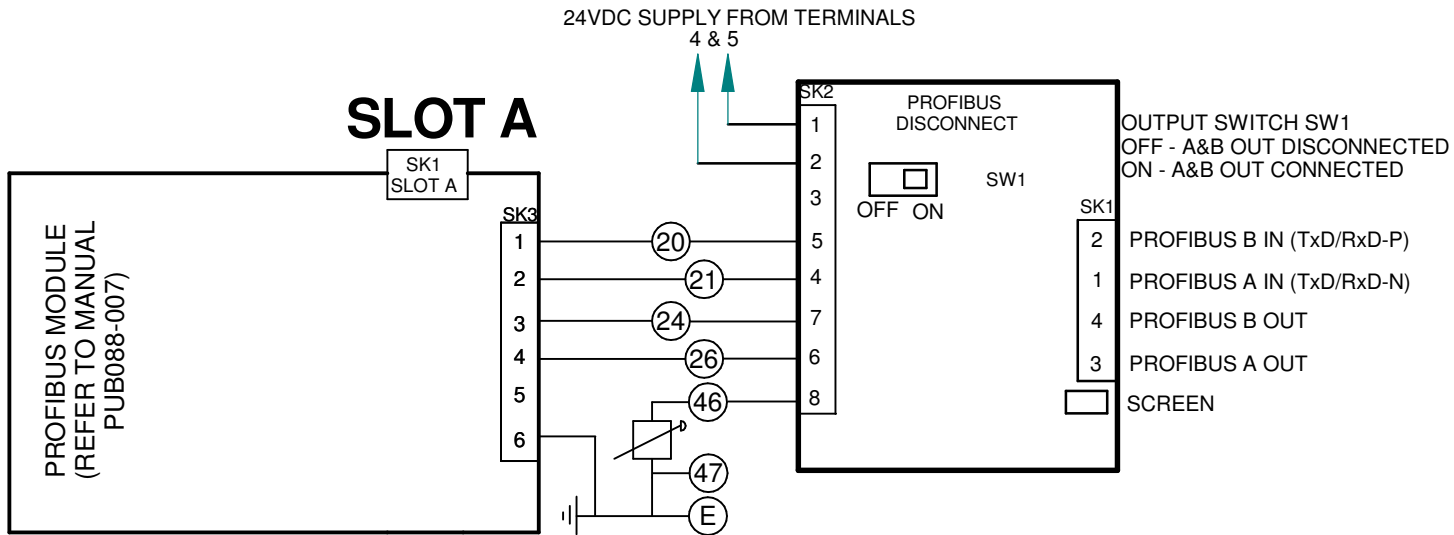 24VDC SUPPLY FROM TERMINALS
4 & 5
SLOT A
SK1
SLOT A
PROFIBUS MODULE
(REFER TO MANUAL
PUB088-007)
SK3
1
2
3
4
5
6
20
21
24
26
46
47
E
SK2
1
2
3
5
4
7
6
8
PROFIBUS
DISCONNECT
OFF ON
SW1
SK1
2
1
4
3
OUTPUT SWITCH SW1
OFF - A&B OUT DISCONNECTED
ON - A&B OUT CONNECTED
PROFIBUS B IN (TxD/RxD-P)
PROFIBUS A IN (TxD/RxD-N)
PROFIBUS B OUT
PROFIBUS A OUT
SCREEN